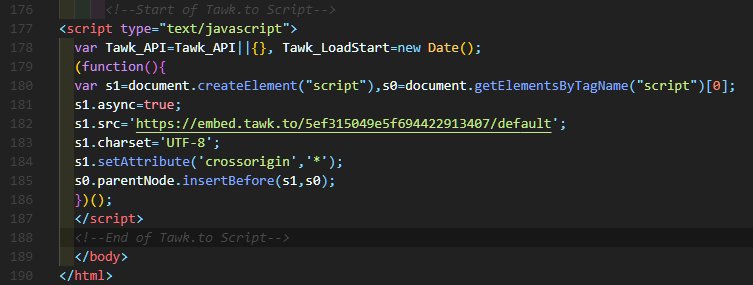 176 <!--Start of Tawk.to Script-->
177 <script type="text/javascript">
178 var Tawk_API=Tawk_API||{}, Tawk_LoadStart=new Date();
179 (function(){
180 var s1=document.createElement("script"),s0=document.getElementsByTagName("script")[0];
181 s1.async=true;
182 s1.src='https://embed.tawk.to/5ef315049e5f694422913407/default';
183 s1.charset='UTF-8';
184 s1.setAttribute('crossorigin','*');
185 s0.parentNode.insertBefore(s1,s0);
186 })();
187 </script>
188 <!--End of Tawk.to Script-->
189 </body>
190 </html>